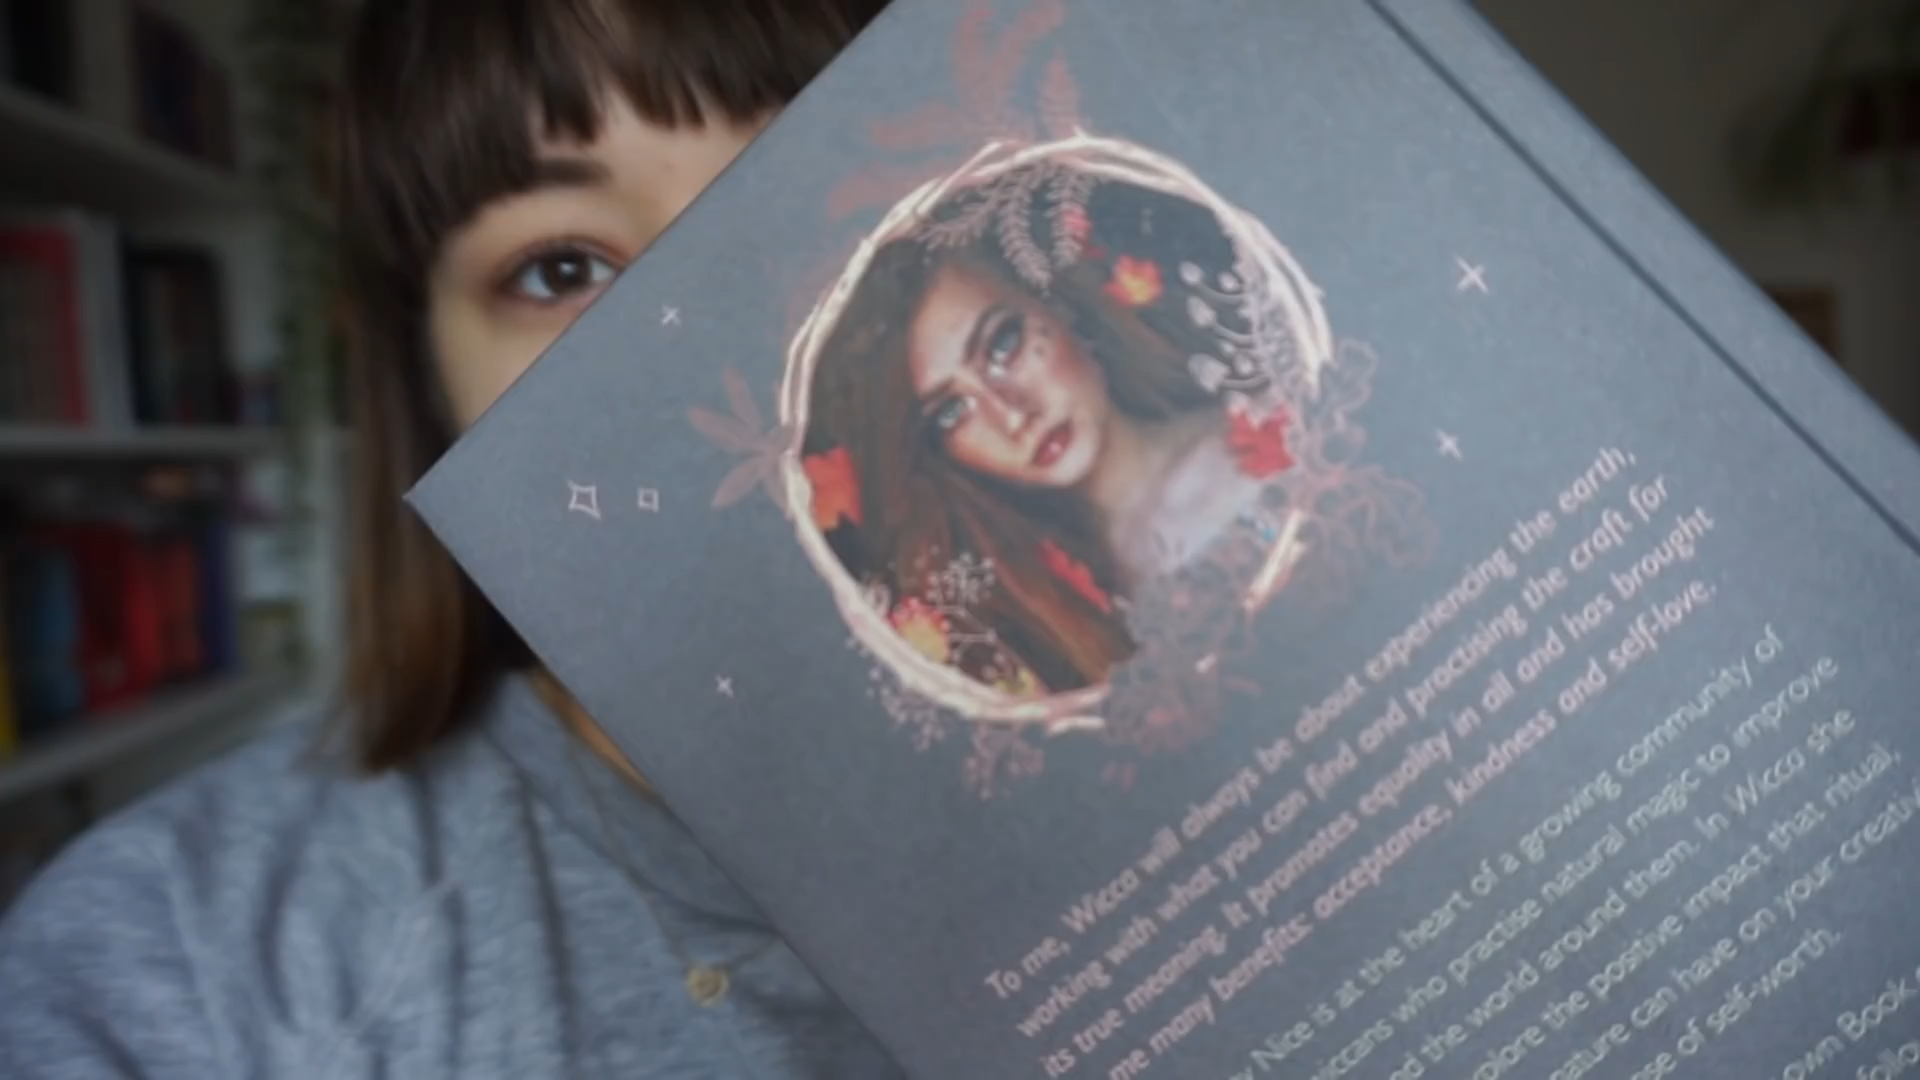 To me, Wicca will always be about experiencing the earth,
working with what you can find and practising the craft for
its true meaning. It promotes equality in all and has brought
me many benefits: acceptance, kindness and self-love.
Nice is at the heart of a growing community of
wiccans who practise natural magic to improve
the world around them. In Wicca she
the positive impact that ritual,
nature can have on your
of self-worth.
own Book